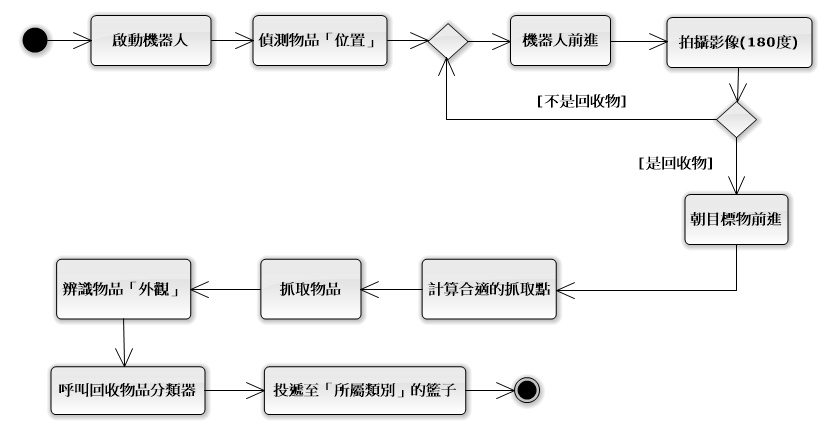 啟動機器人
偵測物品「位置」
機器人前進
拍攝影像(180度)
[不是回收物]
[是回收物]
朝目標物前進
計算合適的抓取點
抓取物品
辨識物品「外觀」
呼叫回收物品分類器
投遞至「所屬類別」的籃子